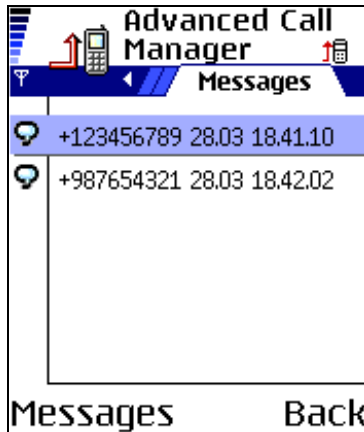 Advanced Call
Manager
Messages
+123456789 28.03 18.41.10
+987654321 28.03 18.42.02
Messages Back